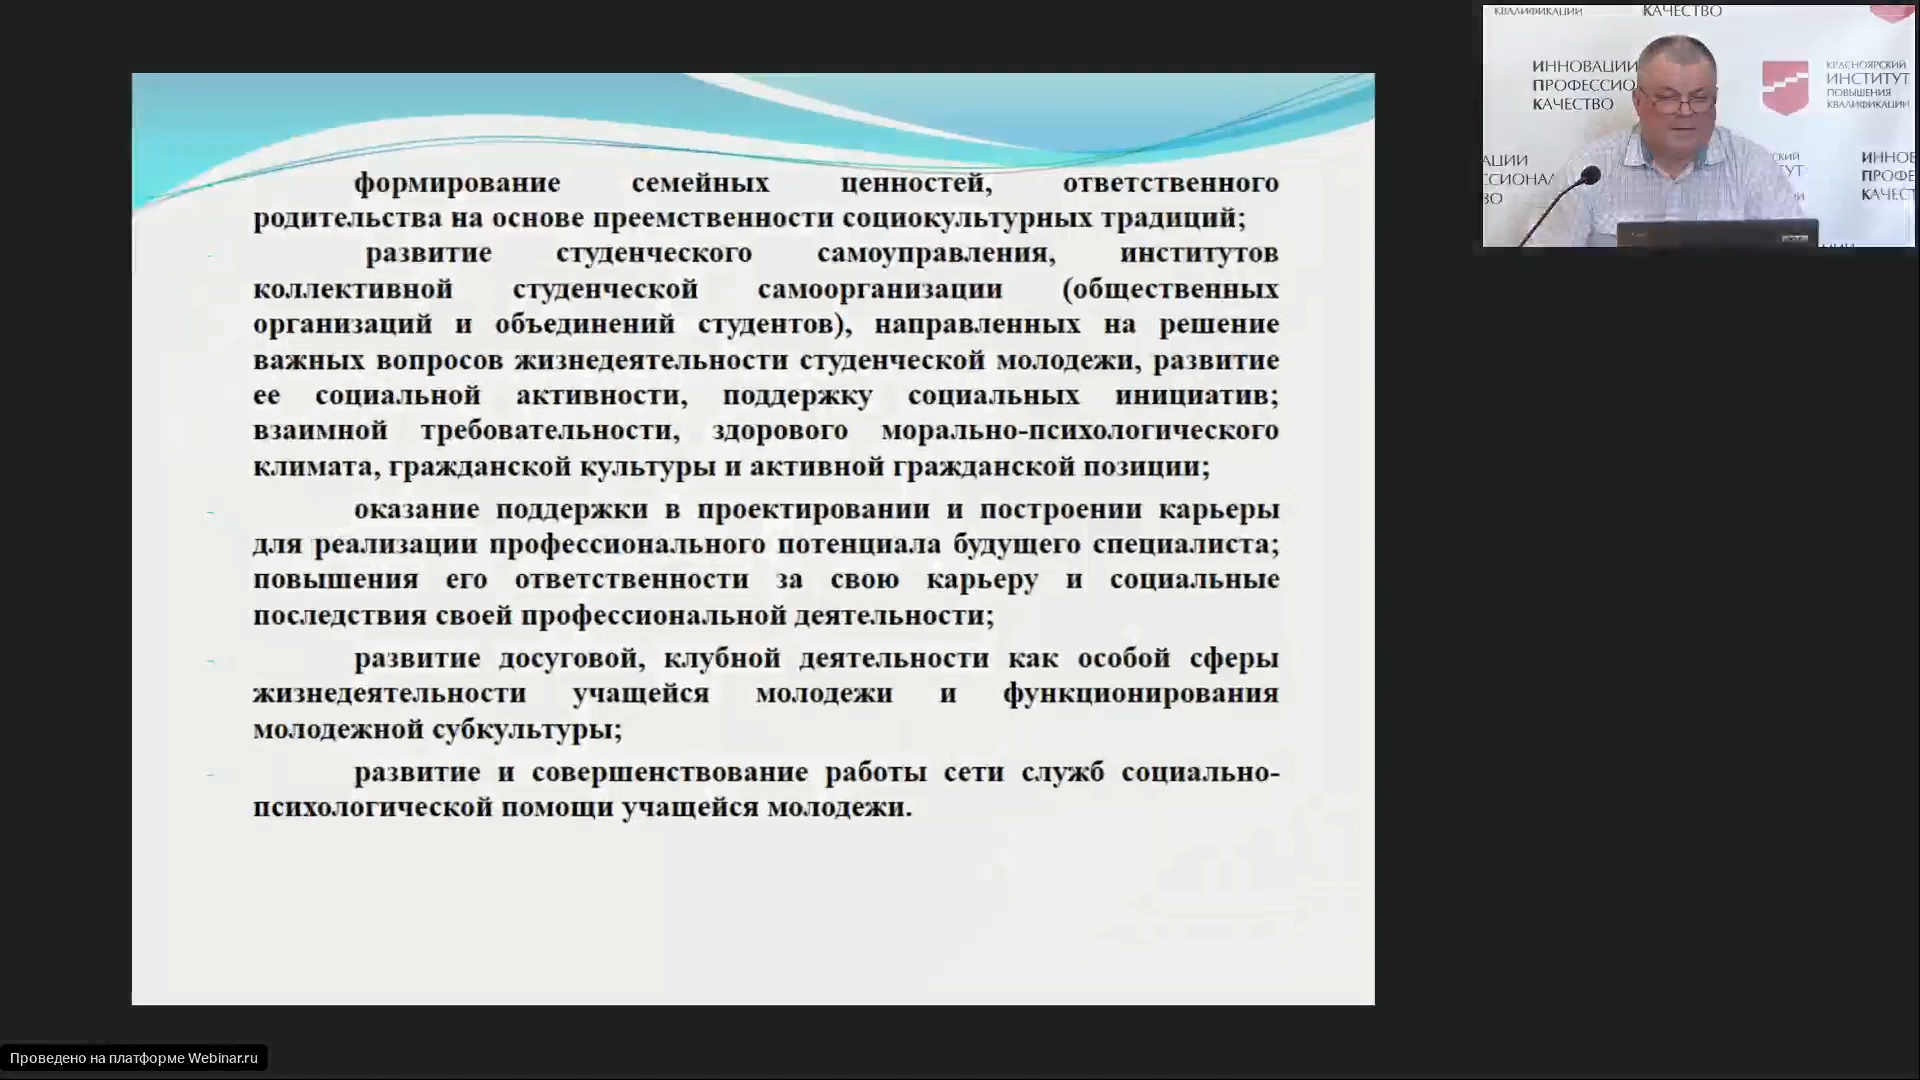 формирование семейных ценностей, ответственного
родительства на основе преемственности социокультурных традиций;
- развитие студенческого самоуправления, институтов
коллективной студенческой самоорганизации (общественных
организаций и объединений студентов), направленных на решение
важных вопросов жизнедеятельности студенческой молодежи, развитие
ее социальной активности, поддержку социальных инициатив;
взаимной требовательности, здорового морально-психологического
климата, гражданской культуры и активной гражданской позиции;
- оказание поддержки в проектировании и построении карьеры
для реализации профессионального потенциала будущего специалиста;
повышения его ответственности за свою карьеру и социальные
последствия своей профессиональной деятельности;
- развитие досуговой, клубной деятельности как особой сферы
жизнедеятельности учащейся молодежи и функционирования
молодежной субкультуры;
- развитие и совершенствование работы сети служб социально-
психологической помощи учащейся молодежи.
КВАЛИФИКАЦИИ
КАЧЕСТВО
ИННОВАЦИИ
ПРОФЕССИО
КАЧЕСТВО
КРАСНОЯРСКИЙ
ИНСТИТУТ
ПОВЫШЕНИЯ
КВАЛИФИКАЦИИ
АЦИИ
ССИОНАЛ
ВО
СКИЙ
ТУТ
ИННОВ
ПРОФЕ
КАЧЕСТ
Проведено на платформе Webinar.ru